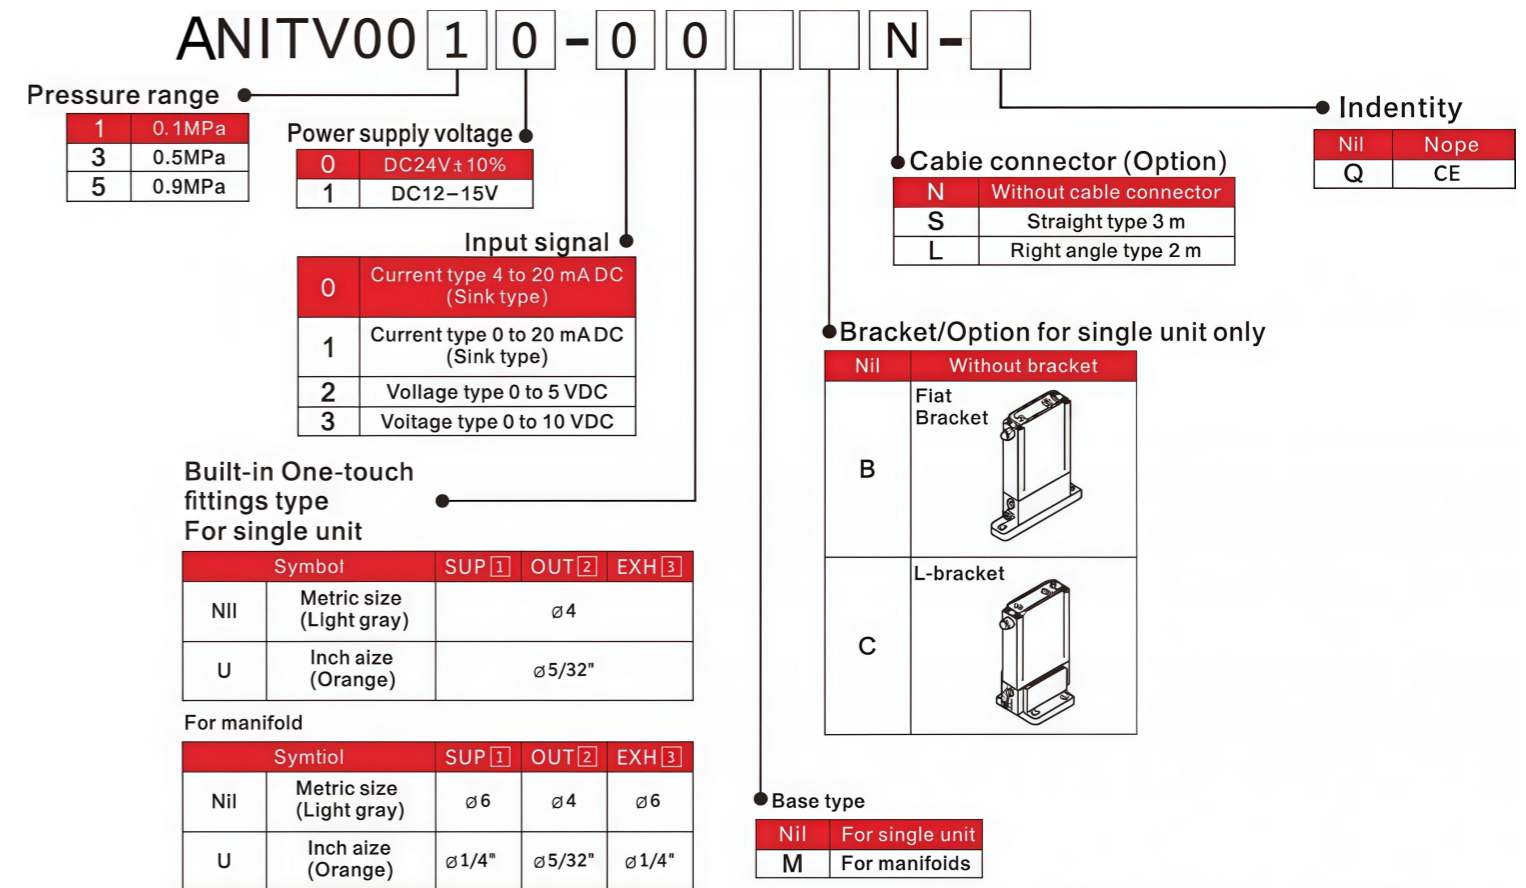 ANITV00 1 0 - 0 0 N -
Pressure range
1 0.1MPa
3 0.5MPa
5 0.9MPa
Power supply voltage
0 DC24V±10%
1 DC12–15V
Input signal
0 Current type 4 to 20 mA DC
(Sink type)
1 Current type 0 to 20 mA DC
(Sink type)
2 Vollage type 0 to 5 VDC
3 Voitage type 0 to 10 VDC
Built-in One-touch
fittings type
For single unit
Symbot SUP 1 OUT 2 EXH 3
NII Metric size
(Light gray)
ø4
U Inch aize
(Orange)
ø5/32"
For manifold
Symtiol SUP 1 OUT 2 EXH 3
Nil Metric size
(Light gray)
ø6 ø4 ø6
U Inch aize
(Orange)
ø1/4" ø5/32" ø1/4"
Base type
Nil For single unit
M For manifolds
Bracket/Option for single unit only
Nil Without bracket
B Fiat
Bracket
C L-bracket
Cabie connector (Option)
N Without cable connector
S Straight type 3 m
L Right angle type 2 m
Indentity
Nil Nope
Q CE